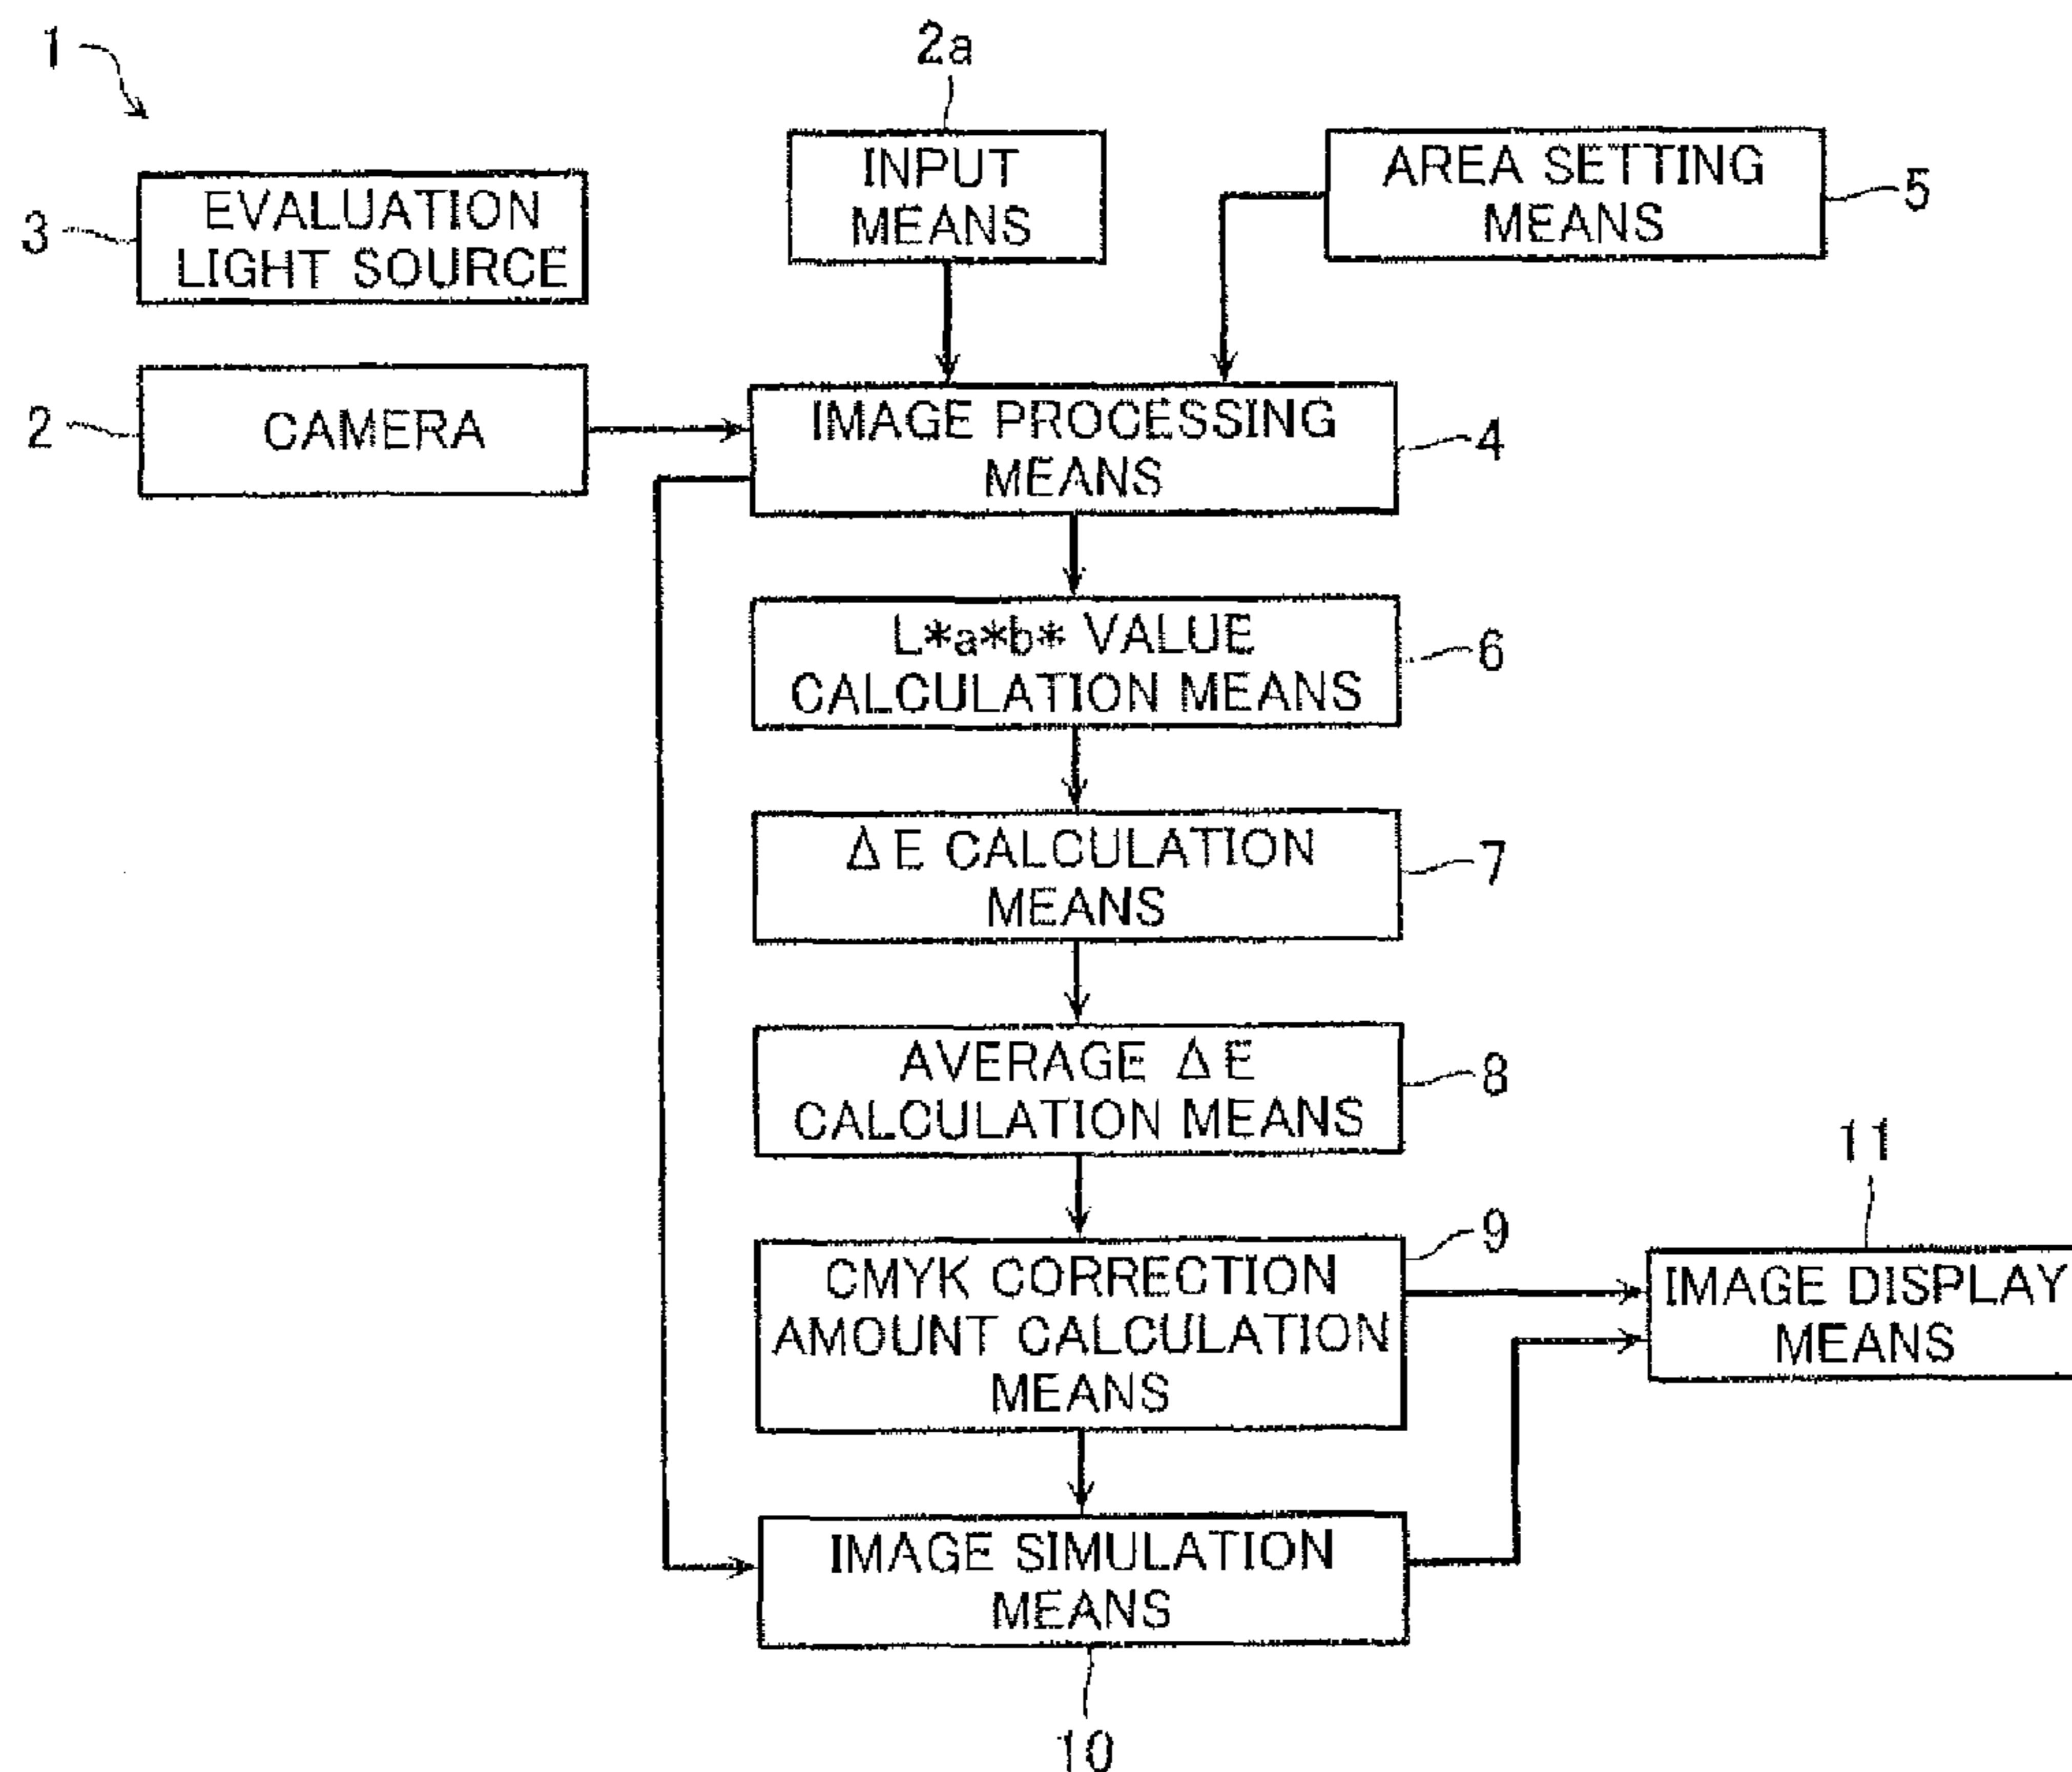 1
2a
INPUT
MEANS
AREA SETTING
MEANS
5
3
EVALUATION
LIGHT SOURCE
2
CAMERA
IMAGE PROCESSING
MEANS
4
L*a*b* VALUE
CALCULATION MEANS
6
ΔE CALCULATION
MEANS
7
AVERAGE ΔE
CALCULATION MEANS
8
CMYK CORRECTION
AMOUNT CALCULATION
MEANS
9
11
IMAGE DISPLAY
MEANS
IMAGE SIMULATION
MEANS
10